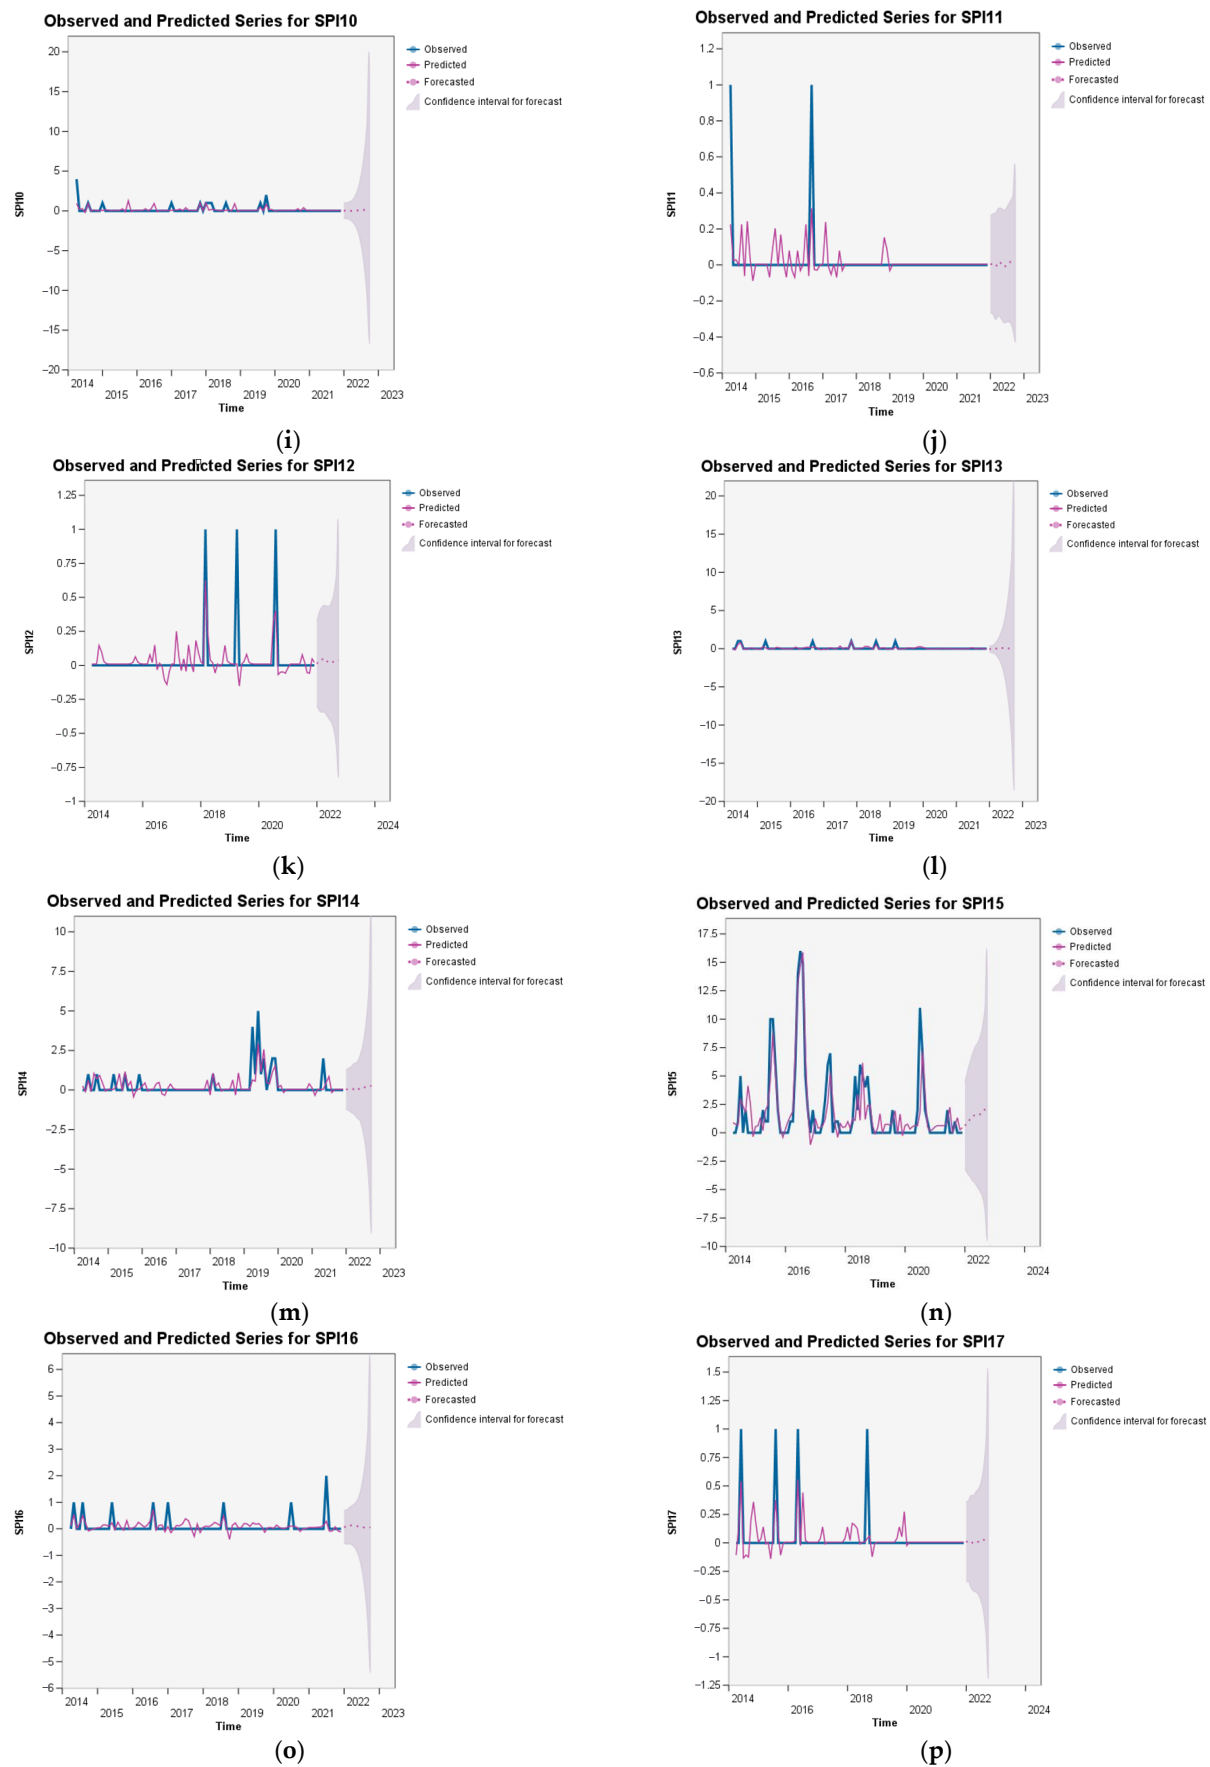 Observed and Predicted Series for SPI10
20
15
10
5
0
−5
−10
−15
−20
SPI10
2014 2016 2018 2020 2022
2015 2017 2019 2021 2023
Time
Observed
Predicted
Forecasted
Confidence interval for forecast
(i)
Observed and Predicted Series for SPI11
1.2
1
0.8
0.6
0.4
0.2
0
−0.2
−0.4
−0.6
SPI11
2014 2016 2018 2020 2022
2015 2017 2019 2021 2023
Time
Observed
Predicted
Forecasted
Confidence interval for forecast
(j)
Observed and Predicted Series for SPI12
1.25
1
0.75
0.5
0.25
0
−0.25
−0.5
−0.75
−1
SPI12
2014 2018 2022
2016 2020 2024
Time
Observed
Predicted
Forecasted
Confidence interval for forecast
(k)
Observed and Predicted Series for SPI13
20
15
10
5
0
−5
−10
−15
−20
SPI13
2014 2016 2018 2020 2022
2015 2017 2019 2021 2023
Time
Observed
Predicted
Forecasted
Confidence interval for forecast
(l)
Observed and Predicted Series for SPI14
10
7.5
5
2.5
0
−2.5
−5
−7.5
−10
SPI14
2014 2016 2018 2020 2022
2015 2017 2019 2021 2023
Time
Observed
Predicted
Forecasted
Confidence interval for forecast
(m)
Observed and Predicted Series for SPI15
17.5
15
12.5
10
7.5
5
2.5
0
−2.5
−5
−7.5
−10
SPI15
2014 2018 2022
2016 2020 2024
Time
Observed
Predicted
Forecasted
Confidence interval for forecast
(n)
Observed and Predicted Series for SPI16
6
5
4
3
2
1
0
−1
−2
−3
−4
−5
−6
SPI16
2014 2016 2018 2020 2022
2015 2017 2019 2021 2023
Time
Observed
Predicted
Forecasted
Confidence interval for forecast
(o)
Observed and Predicted Series for SPI17
1.5
1.25
1
0.75
0.5
0.25
0
−0.25
−0.5
−0.75
−1
−1.25
SPI17
2014 2018 2022
2016 2020 2024
Time
Observed
Predicted
Forecasted
Confidence interval for forecast
(p)